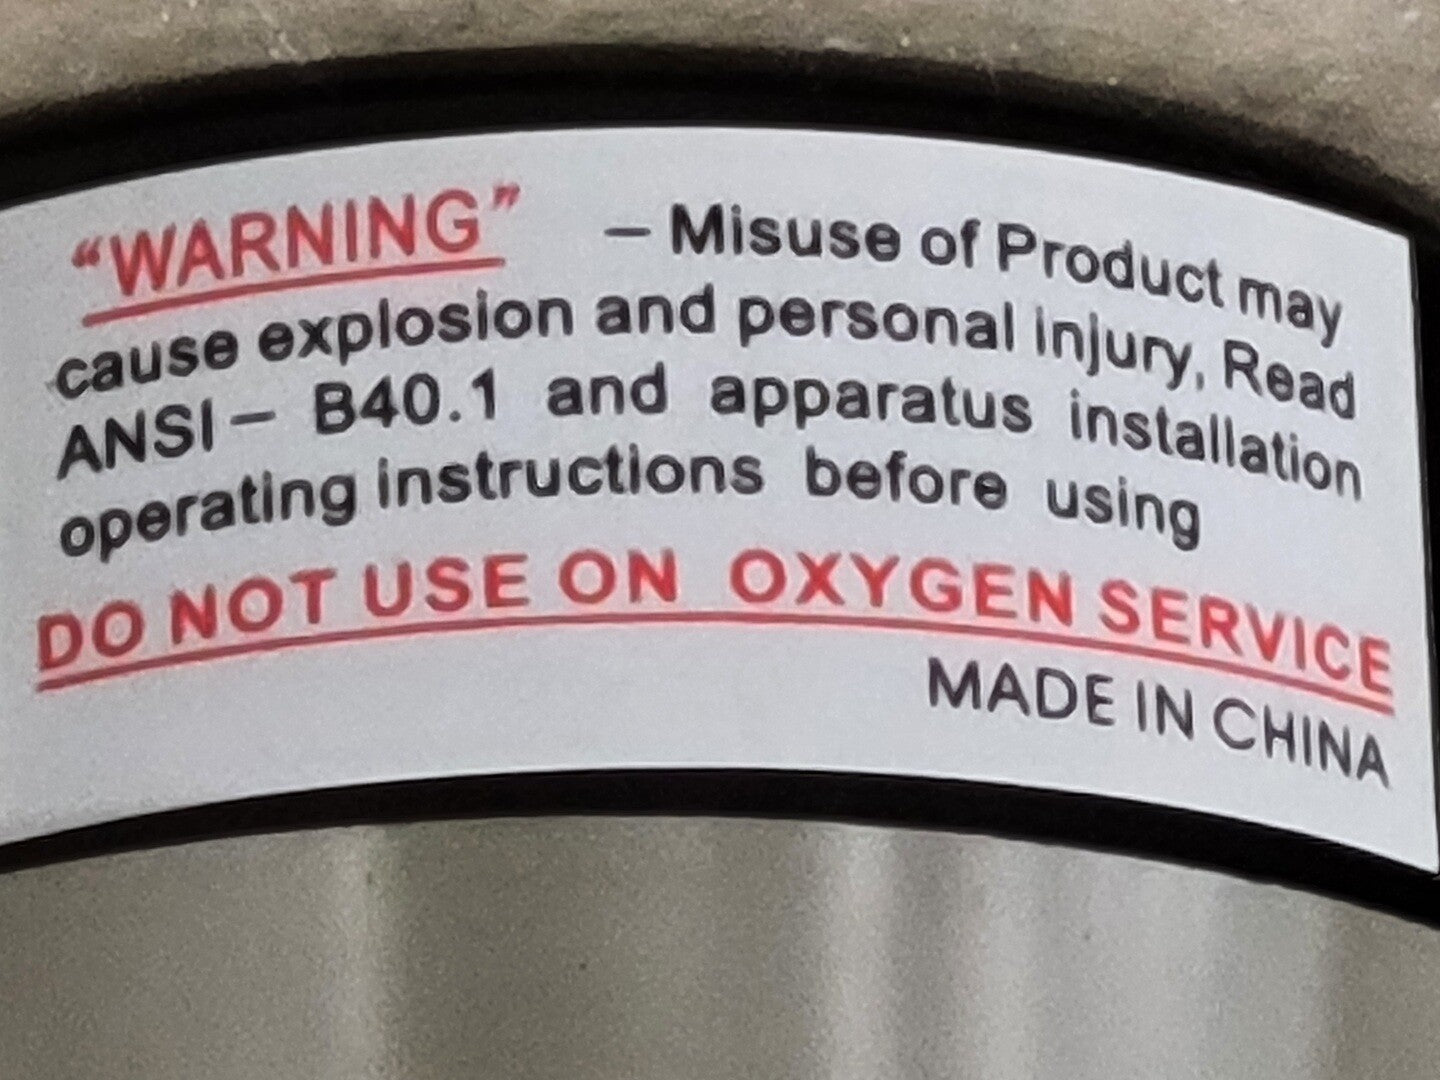 “WARNING” – Misuse of Product may
cause explosion and personal injury, Read
ANSI– B40.1 and apparatus installation
operating instructions before using
DO NOT USE ON OXYGEN SERVICE
MADE IN CHINA